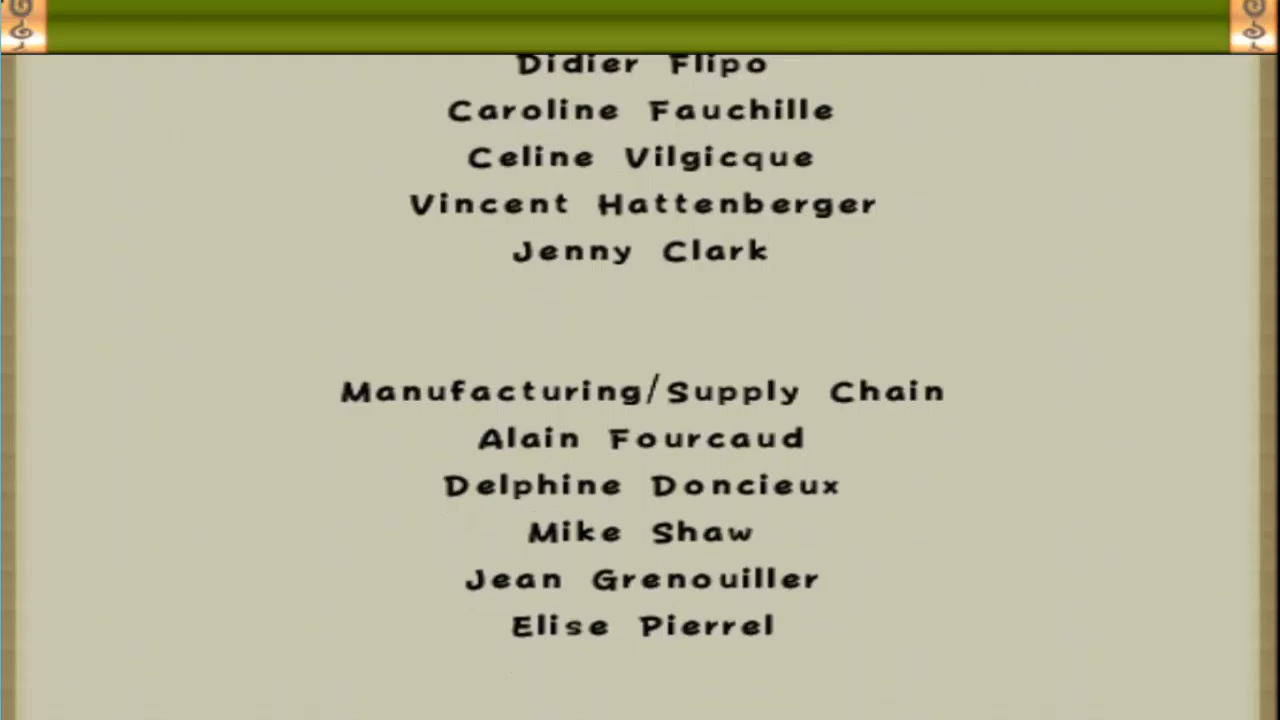 Didier Flipo
Caroline Fauchille
Celine Vilgicque
Vincent Hattenberger
Jenny Clark
Manufacturing/Supply Chain
Alain Fourcaud
Delphine Doncieux
Mike Shaw
Jean Grenouiller
Elise Pierrel